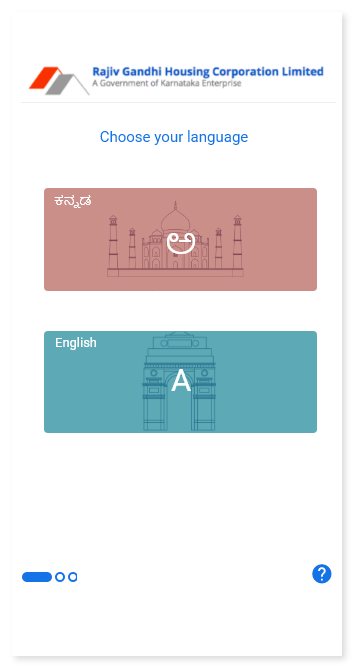 Rajiv Gandhi Housing Corporation Limited
A Government of Karnataka Enterprise
Choose your language
ಕನ್ನಡ
ಅ
English
A
?